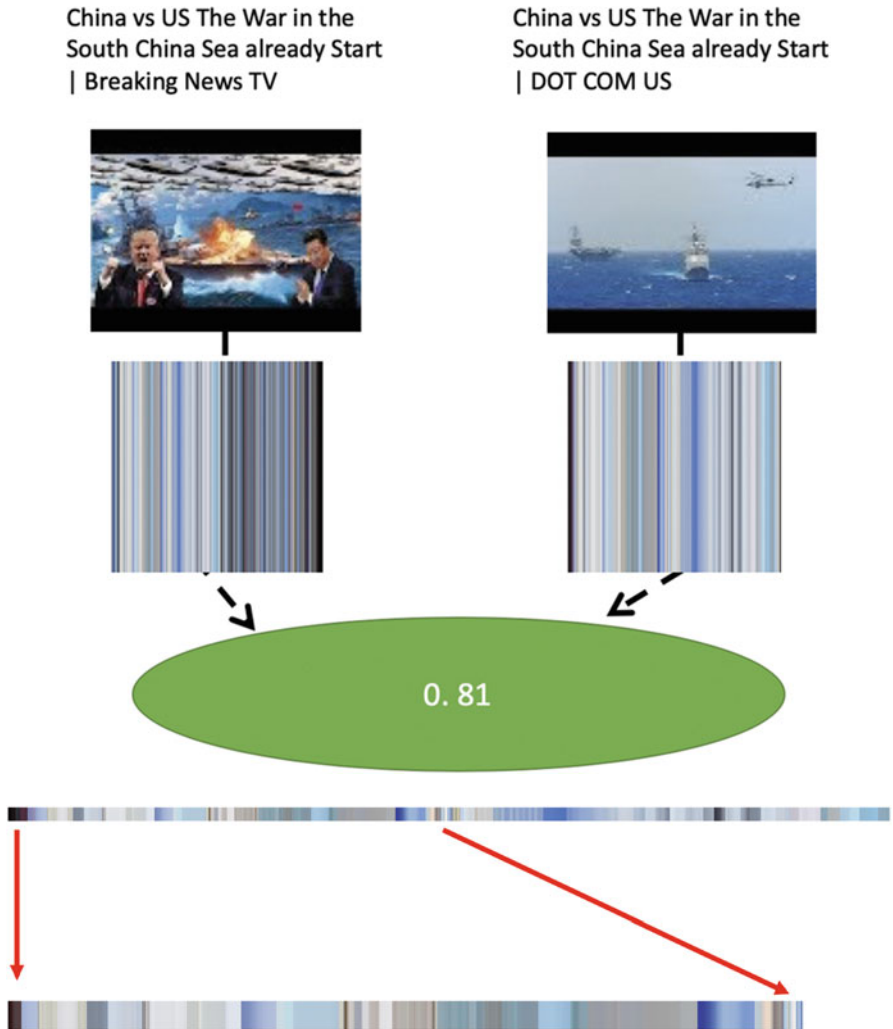 China vs US The War in the
South China Sea already Start
| Breaking News TV
China vs US The War in the
South China Sea already Start
| DOT COM US
0. 81